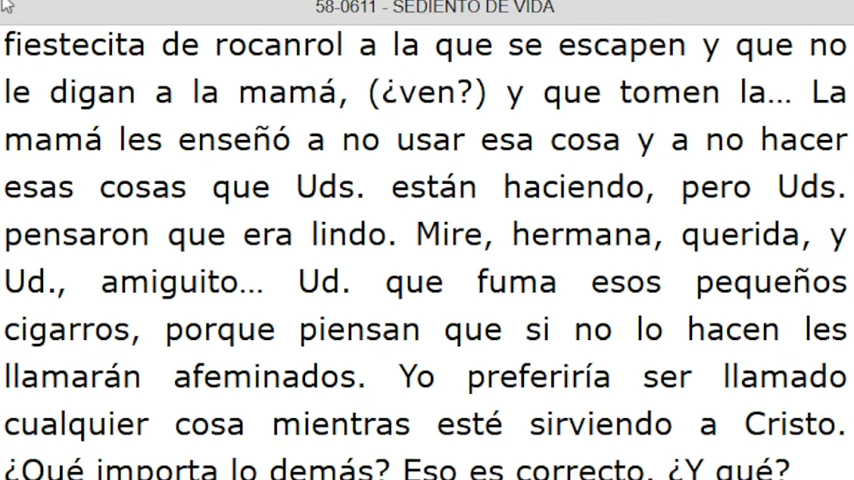 58-0611 - SEDIENTO DE VIDA
fiestecita de rocanrol a la que se escapen y que no
le digan a la mamá, (¿ven?) y que tomen la... La
mamá les enseñó a no usar esa cosa y a no hacer
esas cosas que Uds. están haciendo, pero Uds.
pensaron que era lindo. Mire, hermana, querida, y
Ud., amiguito... Ud. que fuma esos pequeños
cigarros, porque piensan que si no lo hacen les
llamarán afeminados. Yo preferiría ser llamado
cualquier cosa mientras esté sirviendo a Cristo.
¿Qué importa lo demás? Eso es correcto. ¿Y qué?